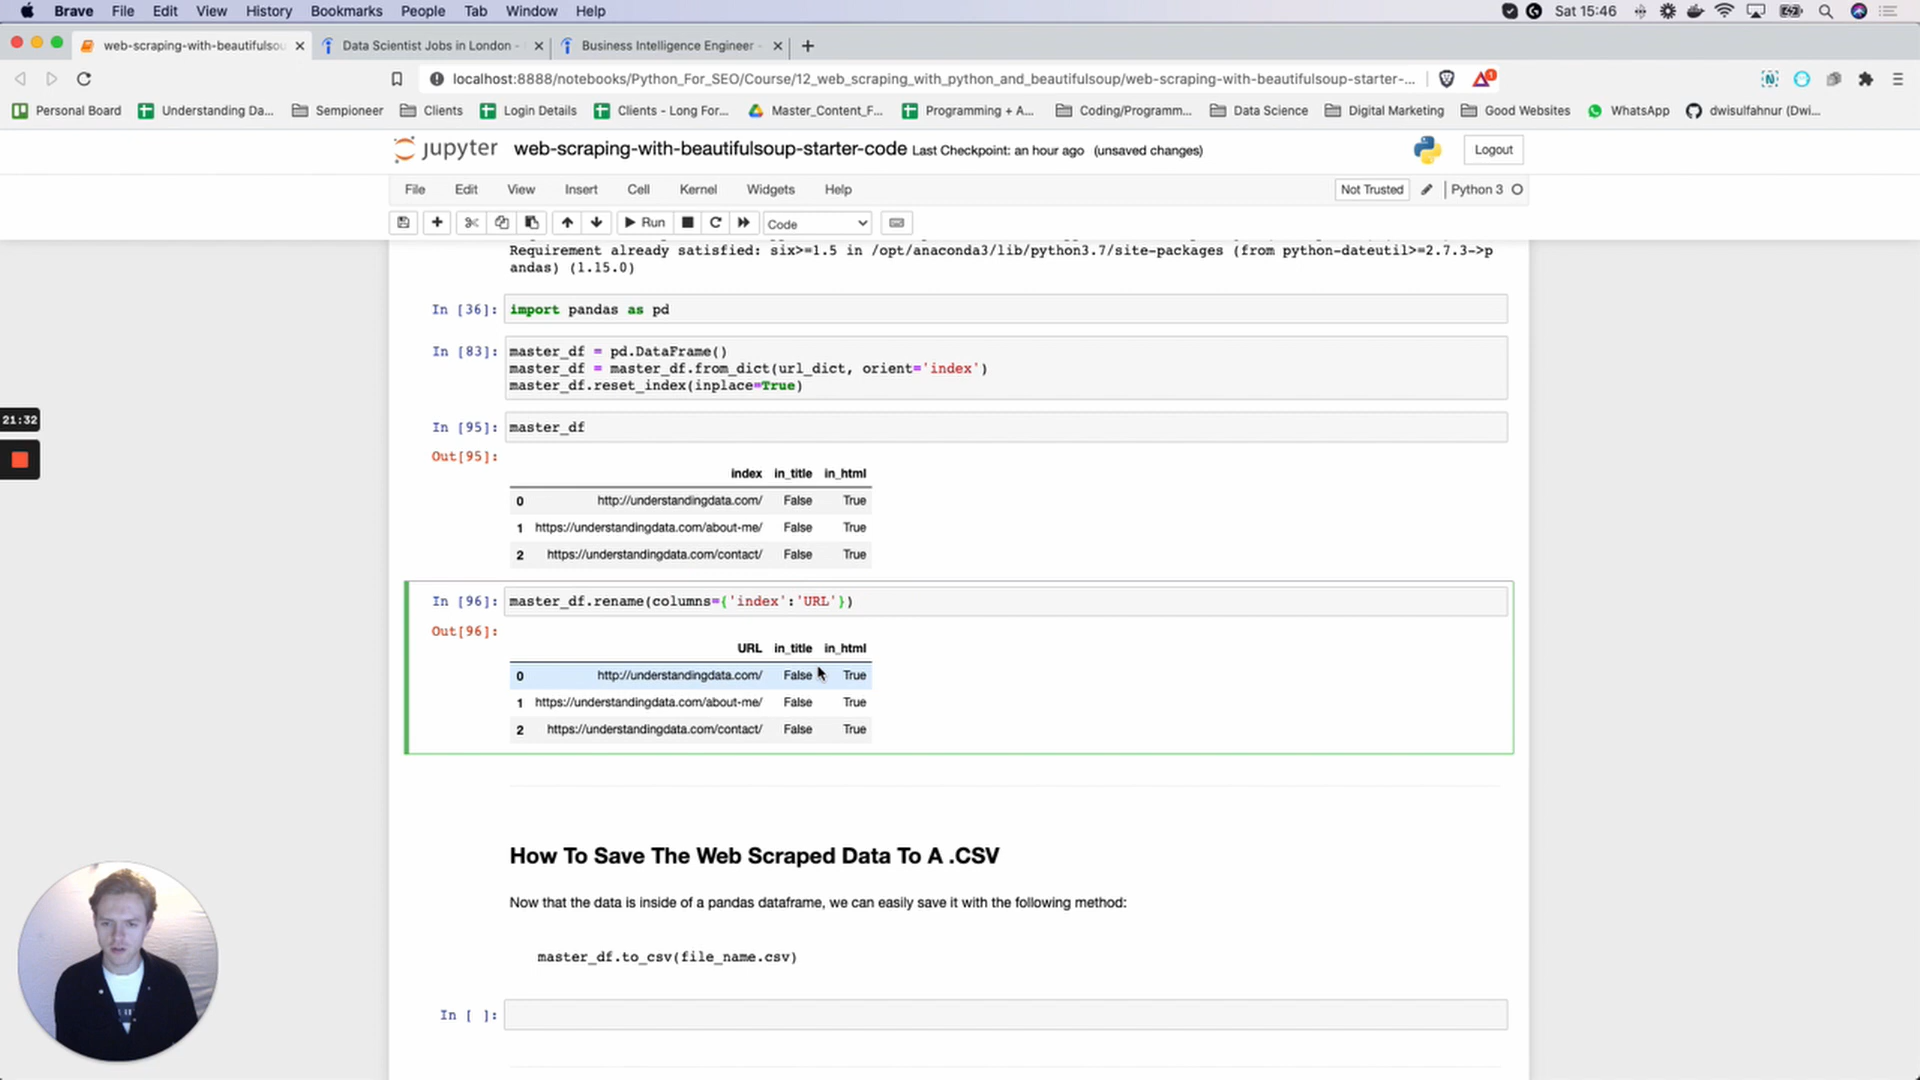 Brave File Edit View History Bookmarks People Tab Window Help Sat 15:46
web-scraping-with-beautifulsou Data Scientist Jobs in London - Business Intelligence Engineer -
localhost:8888/notebooks/Python_For_SEO/Course/12_web_scraping_with_python_and_beautifulsoup/web-scraping-with-beautifulsoup-starter-... 1
Personal Board Understanding Da... Sempioneer Clients Login Details Clients - Long For... Master_Content_F... Programming + A... Coding/Programm... Data Science Digital Marketing Good Websites WhatsApp dwisulfahnur (Dwi...
jupyter web-scraping-with-beautifulsoup-starter-code Last Checkpoint: an hour ago (unsaved changes) Logout
File Edit View Insert Cell Kernel Widgets Help Not Trusted Python 3
Run Code
Requirement already satisfied: six>=1.5 in /opt/anaconda3/lib/python3.7/site-packages (from python-dateutil>=2.7.3->p
andas) (1.15.0)
In [36]: import pandas as pd
In [83]: master_df = pd.DataFrame()
master_df = master_df.from_dict(url_dict, orient='index')
master_df.reset_index(inplace=True)
21:32
In [95]: master_df
Out[95]:
index in_title in_html
0 http://understandingdata.com/ False True
1 https://understandingdata.com/about-me/ False True
2 https://understandingdata.com/contact/ False True
In [96]: master_df.rename(columns={'index':'URL'})
Out[96]:
URL in_title in_html
0 http://understandingdata.com/ False True
1 https://understandingdata.com/about-me/ False True
2 https://understandingdata.com/contact/ False True
How To Save The Web Scraped Data To A .CSV
Now that the data is inside of a pandas dataframe, we can easily save it with the following method:
master_df.to_csv(file_name.csv)
In [ ]: